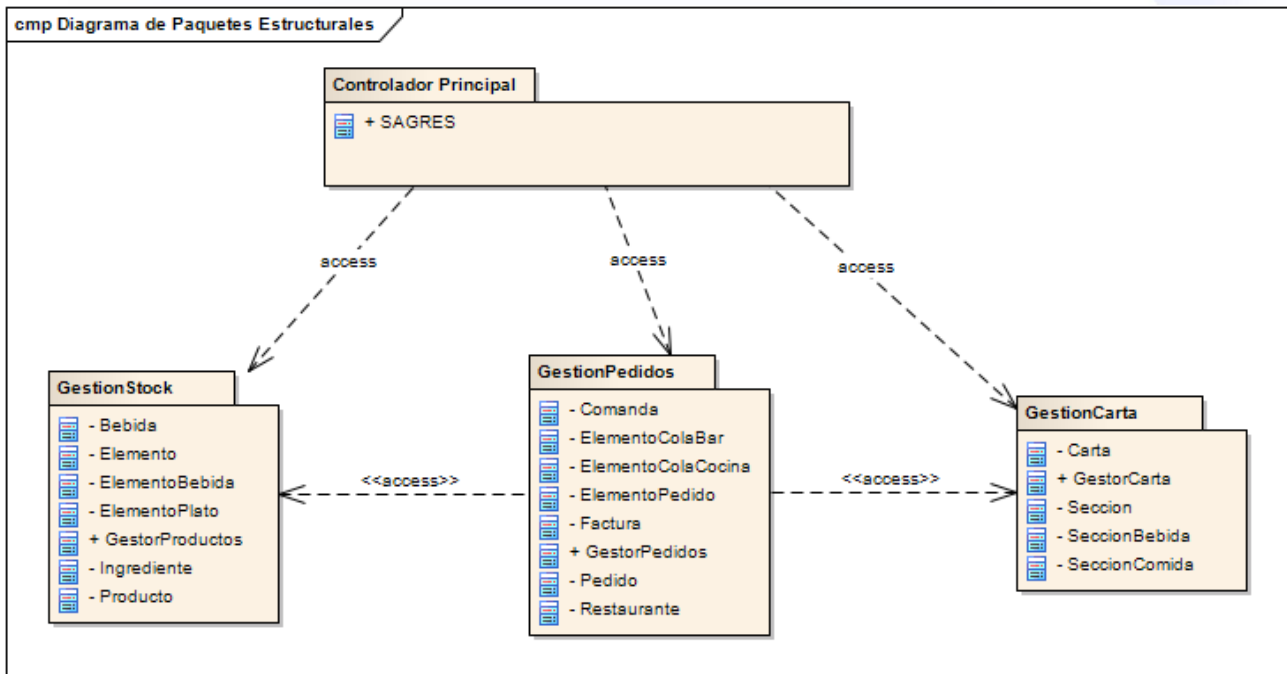 cmp Diagrama de Paquetes Estructurales
Controlador Principal
+ SAGRES
access
access
access
GestionStock
- Bebida
- Elemento
- ElementoBebida
- ElementoPlato
+ GestorProductos
- Ingrediente
- Producto
<<access>>
GestionPedidos
- Comanda
- ElementoColaBar
- ElementoColaCocina
- ElementoPedido
- Factura
+ GestorPedidos
- Pedido
- Restaurante
<<access>>
GestionCarta
- Carta
+ GestorCarta
- Seccion
- SeccionBebida
- SeccionComida